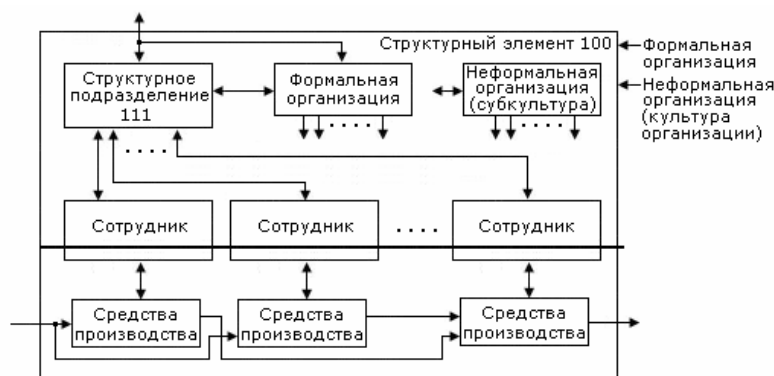 Структурный элемент 100
Формальная
организация
Неформальная
организация
(культура
организации)
Структурное
подразделение
111
Формальная
организация
Неформальная
организация
(субкультура)
Сотрудник
Сотрудник
Сотрудник
Средства
производства
Средства
производства
Средства
производства